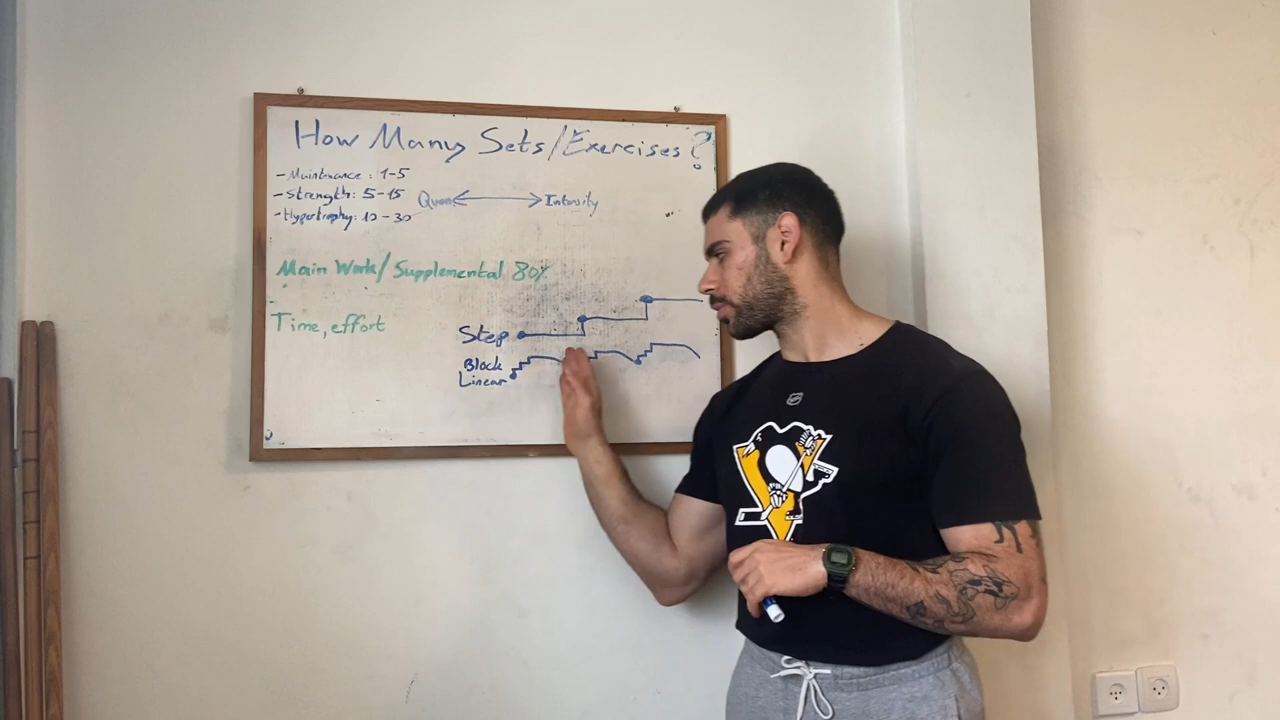 How Many Sets/Exercises?
- Maintenance : 1-5
- Strength: 5-15
- Hypertrophy: 10-30
Intensity
Main Work/Supplemental 80%
Time, effort
Step
Block
Linear